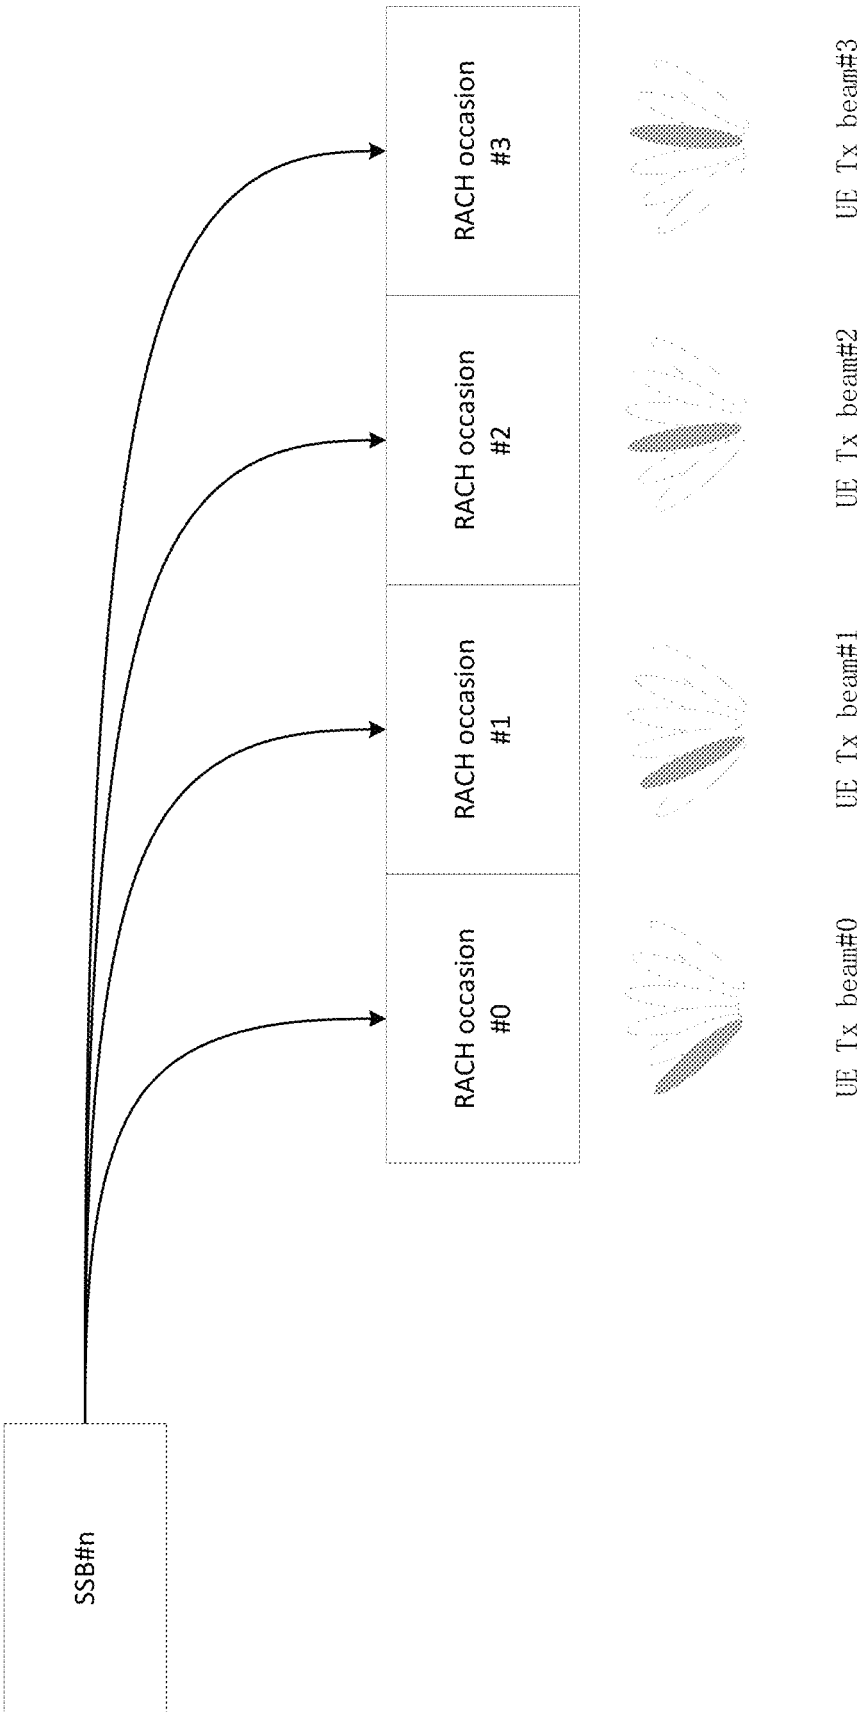 SSB#n
RACH occasion
#0
RACH occasion
#1
RACH occasion
#2
RACH occasion
#3
UE Tx beam#0
UE Tx beam#1
UE Tx beam#2
UE Tx beam#3